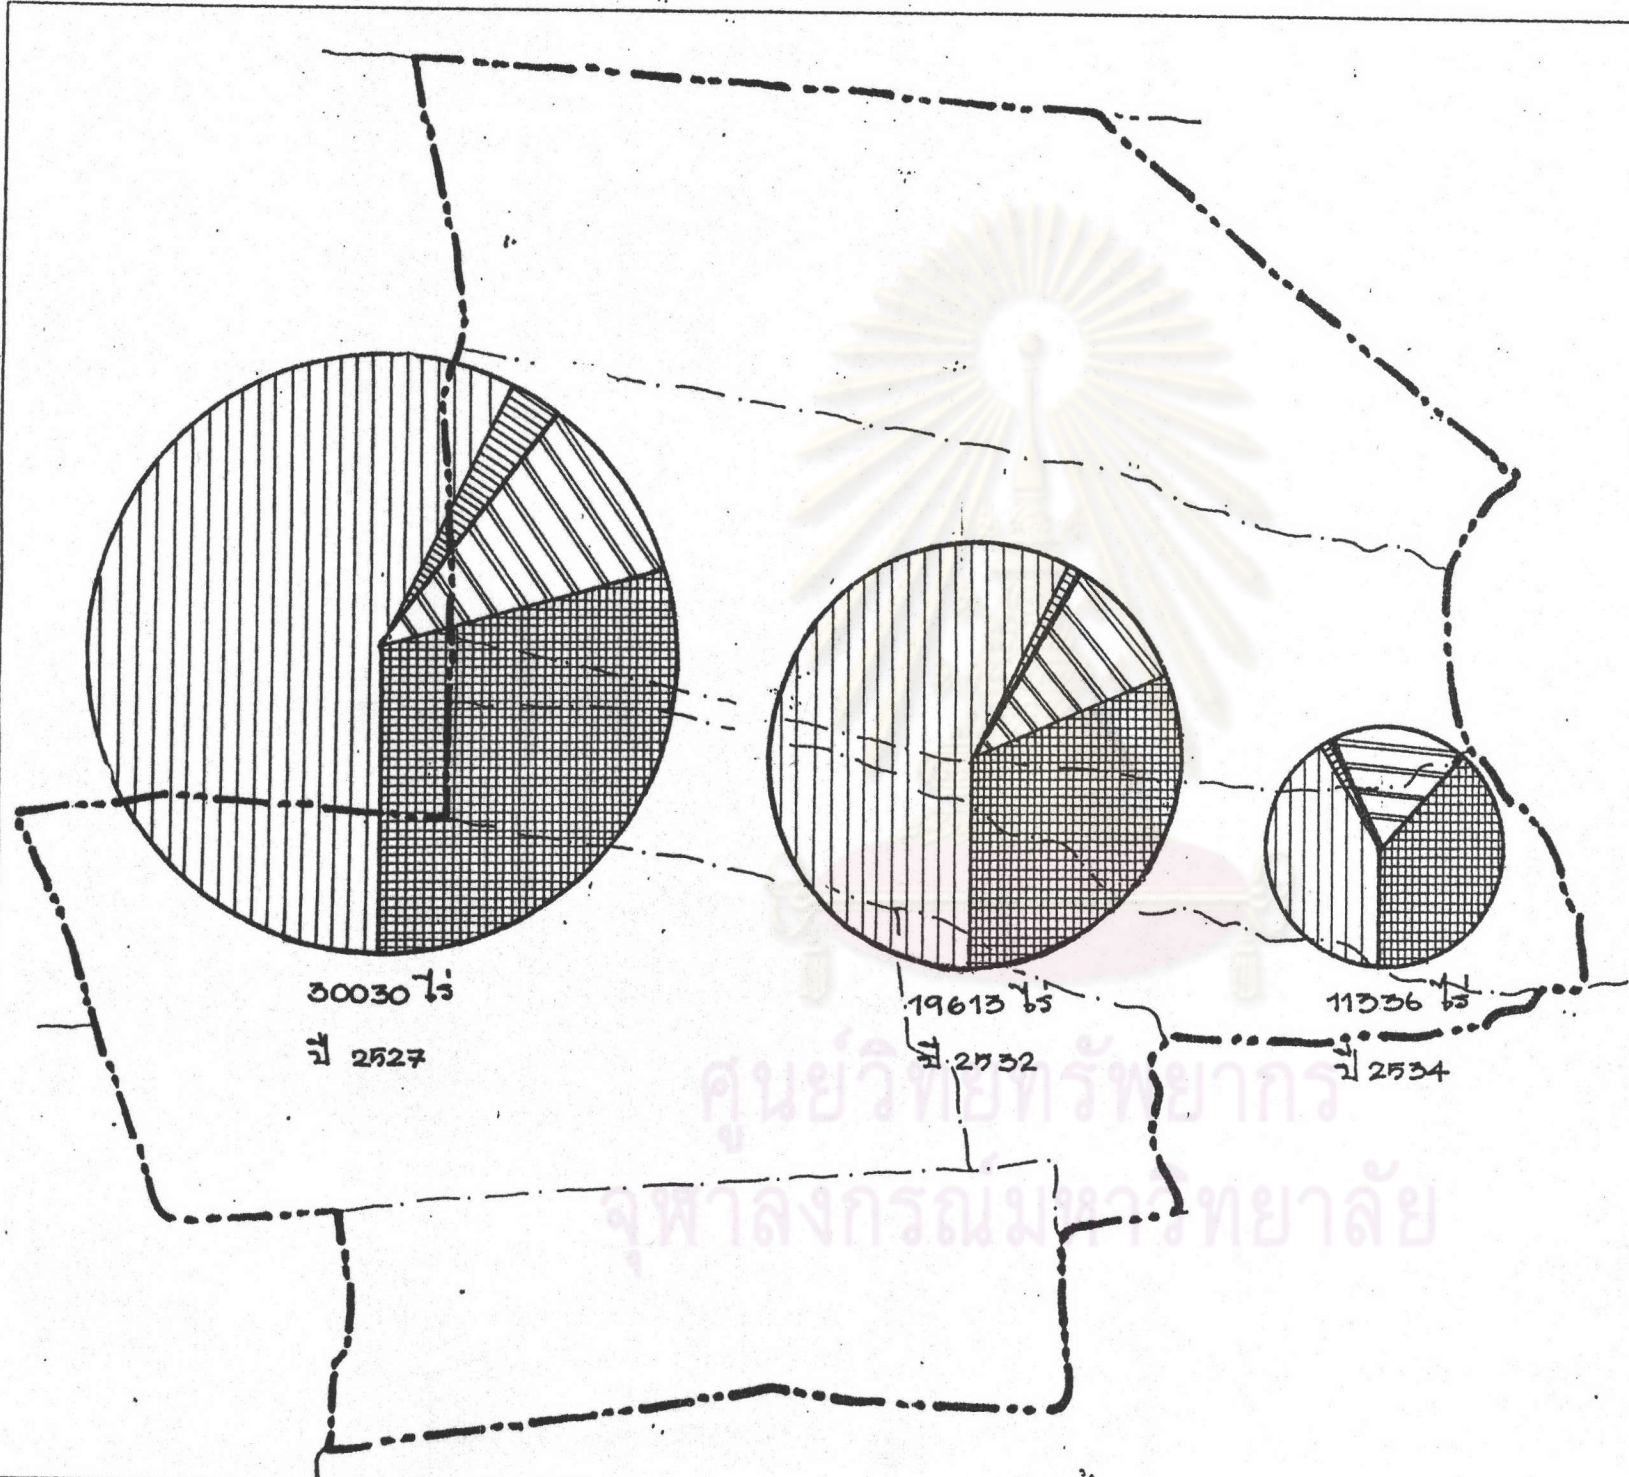 30030 ไร่
ปี 2527
19613 ไร่
ปี 2532
11336 ไร่
ปี 2534
ศูนย์วิทยทรัพยากร
จุฬาลงกรณ์มหาวิทยาลัย